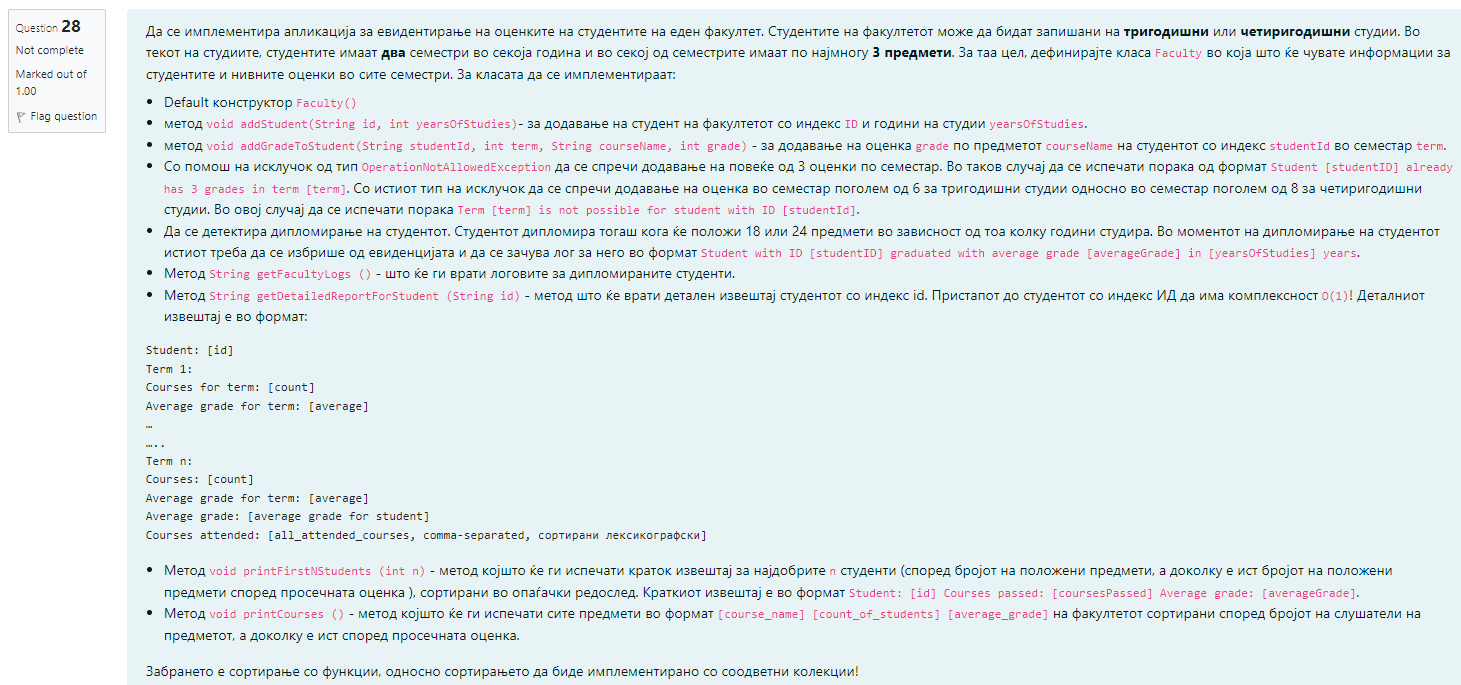 Question 28
Not complete
Marked out of
1.00
Flag question
Да се имплементира апликација за евидентирање на оценките на студентите на еден факултет. Студентите на факултетот може да бидат запишани на тригодишни или четиригодишни студии. Во
текот на студиите, студентите имаат два семестри во секоја година и во секој од семестрите имаат по најмногу 3 предмети. За таа цел, дефинирајте класа Faculty во која што ќе чувате информации за
студентите и нивните оценки во сите семестри. За класата да се имплементираат:
• Default конструктор Faculty()
• метод void addStudent(String id, int yearsOfStudies)- за додавање на студент на факултетот со индекс ID и години на студии yearsOfStudies.
• метод void addGradeToStudent(String studentId, int term, String courseName, int grade) - за додавање на оценка grade по предметот courseName на студентот со индекс studentId во семестар term.
• Со помош на исклучок од тип OperationNotAllowedException да се спречи додавање на повеќе од 3 оценки по семестар. Во таков случај да се испечати порака од формат Student [studentID] already
has 3 grades in term [term]. Со истиот тип на исклучок да се спречи додавање на оценка во семестар поголем од 6 за тригодишни студии односно во семестар поголем од 8 за четиригодишни
студии. Во овој случај да се испечати порака Term [term] is not possible for student with ID [studentId].
• Да се детектира дипломирање на студентот. Студентот дипломира тогаш кога ќе положи 18 или 24 предмети во зависност од тоа колку години студира. Во моментот на дипломирање на студентот
истиот треба да се избрише од евиденцијата и да се зачува лог за него во формат Student with ID [studentID] graduated with average grade [averageGrade] in [yearsOfStudies] years.
• Метод String getFacultyLogs () - што ќе ги врати логовите за дипломираните студенти.
• Метод String getDetailedReportForStudent (String id) - метод што ќе врати детален извештај студентот со индекс id. Пристапот до студентот со индекс ИД да има комплексност O(1)! Деталниот
извештај е во формат:
Student: [id]
Term 1:
Courses for term: [count]
Average grade for term: [average]
…
…..
Term n:
Courses: [count]
Average grade for term: [average]
Average grade: [average grade for student]
Courses attended: [all_attended_courses, comma-separated, сортирани лексикографски]
• Метод void printFirstNStudents (int n) - метод којшто ќе ги испечати краток извештај за најдобрите n студенти (според бројот на положени предмети, а доколку е ист бројот на положени
предмети според просечната оценка ), сортирани во опаѓачки редослед. Краткиот извештај е во формат Student: [id] Courses passed: [coursesPassed] Average grade: [averageGrade].
• Метод void printCourses () - метод којшто ќе ги испечати сите предмети во формат [course_name] [count_of_students] [average_grade] на факултетот сортирани според бројот на слушатели на
предметот, а доколку е ист според просечната оценка.
Забрането е сортирање со функции, односно сортирањето да биде имплементирано со соодветни колекции!